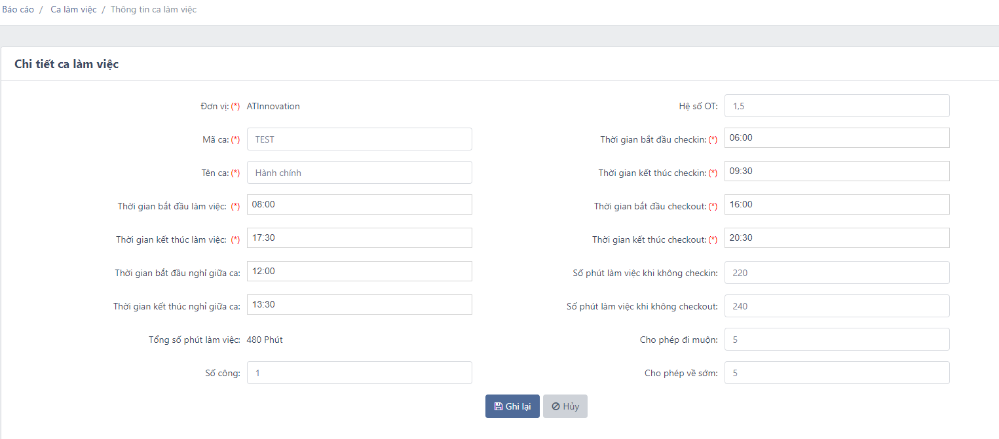 Báo cáo / Ca làm việc / Thông tin ca làm việc
Chi tiết ca làm việc
Đơn vị: (*) ATInnovation
Hệ số OT: 1,5
Mã ca: (*) TEST
Thời gian bắt đầu checkin: (*) 06:00
Tên ca: (*) Hành chính
Thời gian kết thúc checkin: (*) 09:30
Thời gian bắt đầu làm việc: (*) 08:00
Thời gian bắt đầu checkout: (*) 16:00
Thời gian kết thúc làm việc: (*) 17:30
Thời gian kết thúc checkout: (*) 20:30
Thời gian bắt đầu nghỉ giữa ca: 12:00
Số phút làm việc khi không checkin: 220
Thời gian kết thúc nghỉ giữa ca: 13:30
Số phút làm việc khi không checkout: 240
Tổng số phút làm việc: 480 Phút
Cho phép đi muộn: 5
Số công: 1
Cho phép về sớm: 5
Ghi lại
Hủy